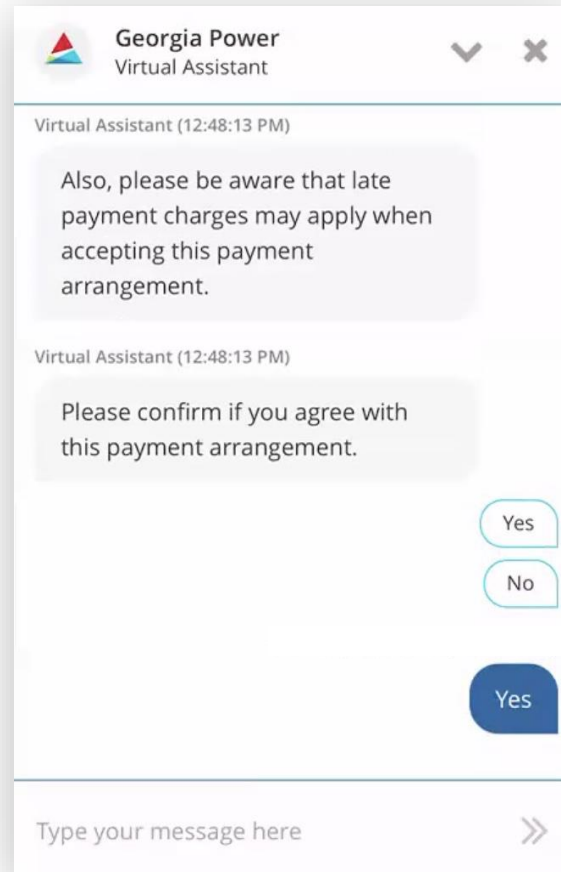 Georgia Power
Virtual Assistant
Virtual Assistant (12:48:13 PM)
Also, please be aware that late
payment charges may apply when
accepting this payment
arrangement.
Virtual Assistant (12:48:13 PM)
Please confirm if you agree with
this payment arrangement.
Yes
No
Yes
Type your message here